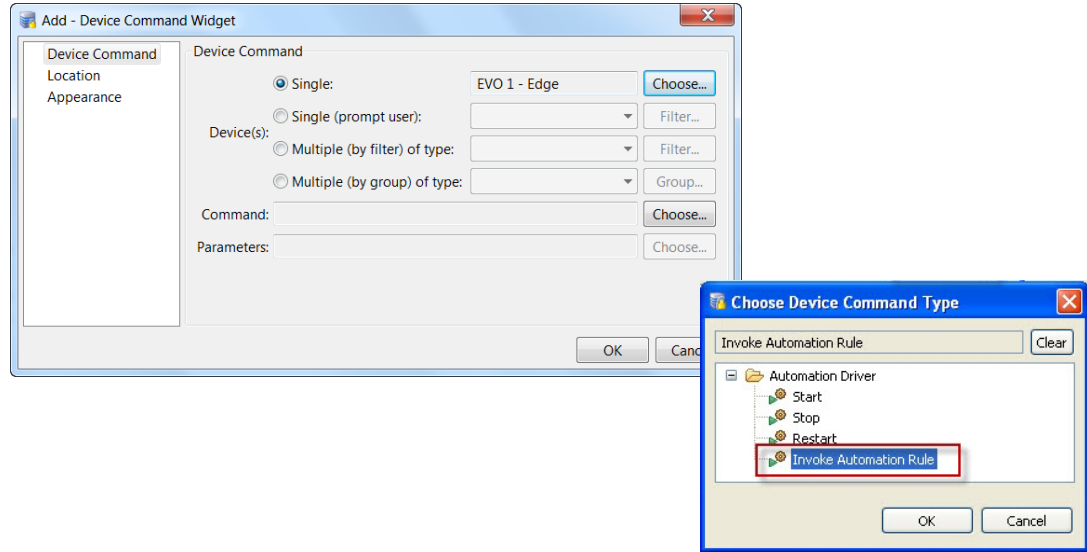 Add - Device Command Widget
Device Command
Location
Appearance
Device Command
Single:
EVO 1 - Edge
Choose...
Single (prompt user):
Filter...
Device(s):
Multiple (by filter) of type:
Filter...
Multiple (by group) of type:
Group...
Command:
Choose...
Parameters:
Choose...
OK
Canc
Choose Device Command Type
Invoke Automation Rule
Clear
Automation Driver
Start
Stop
Restart
Invoke Automation Rule
OK
Cancel